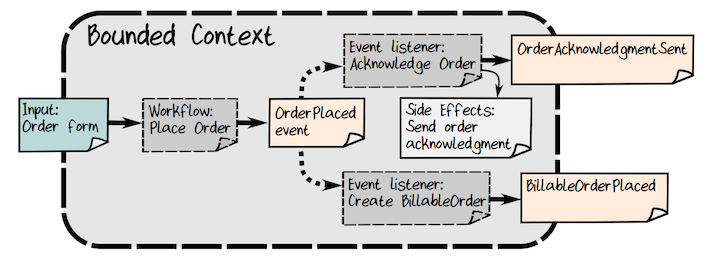 Bounded Context
Input:
Order form
Workflow:
Place Order
OrderPlaced
event
Event listener:
Acknowledge Order
OrderAcknowledgmentSent
Side Effects:
Send order
acknowledgment
Event listener:
Create BillableOrder
BillableOrderPlaced